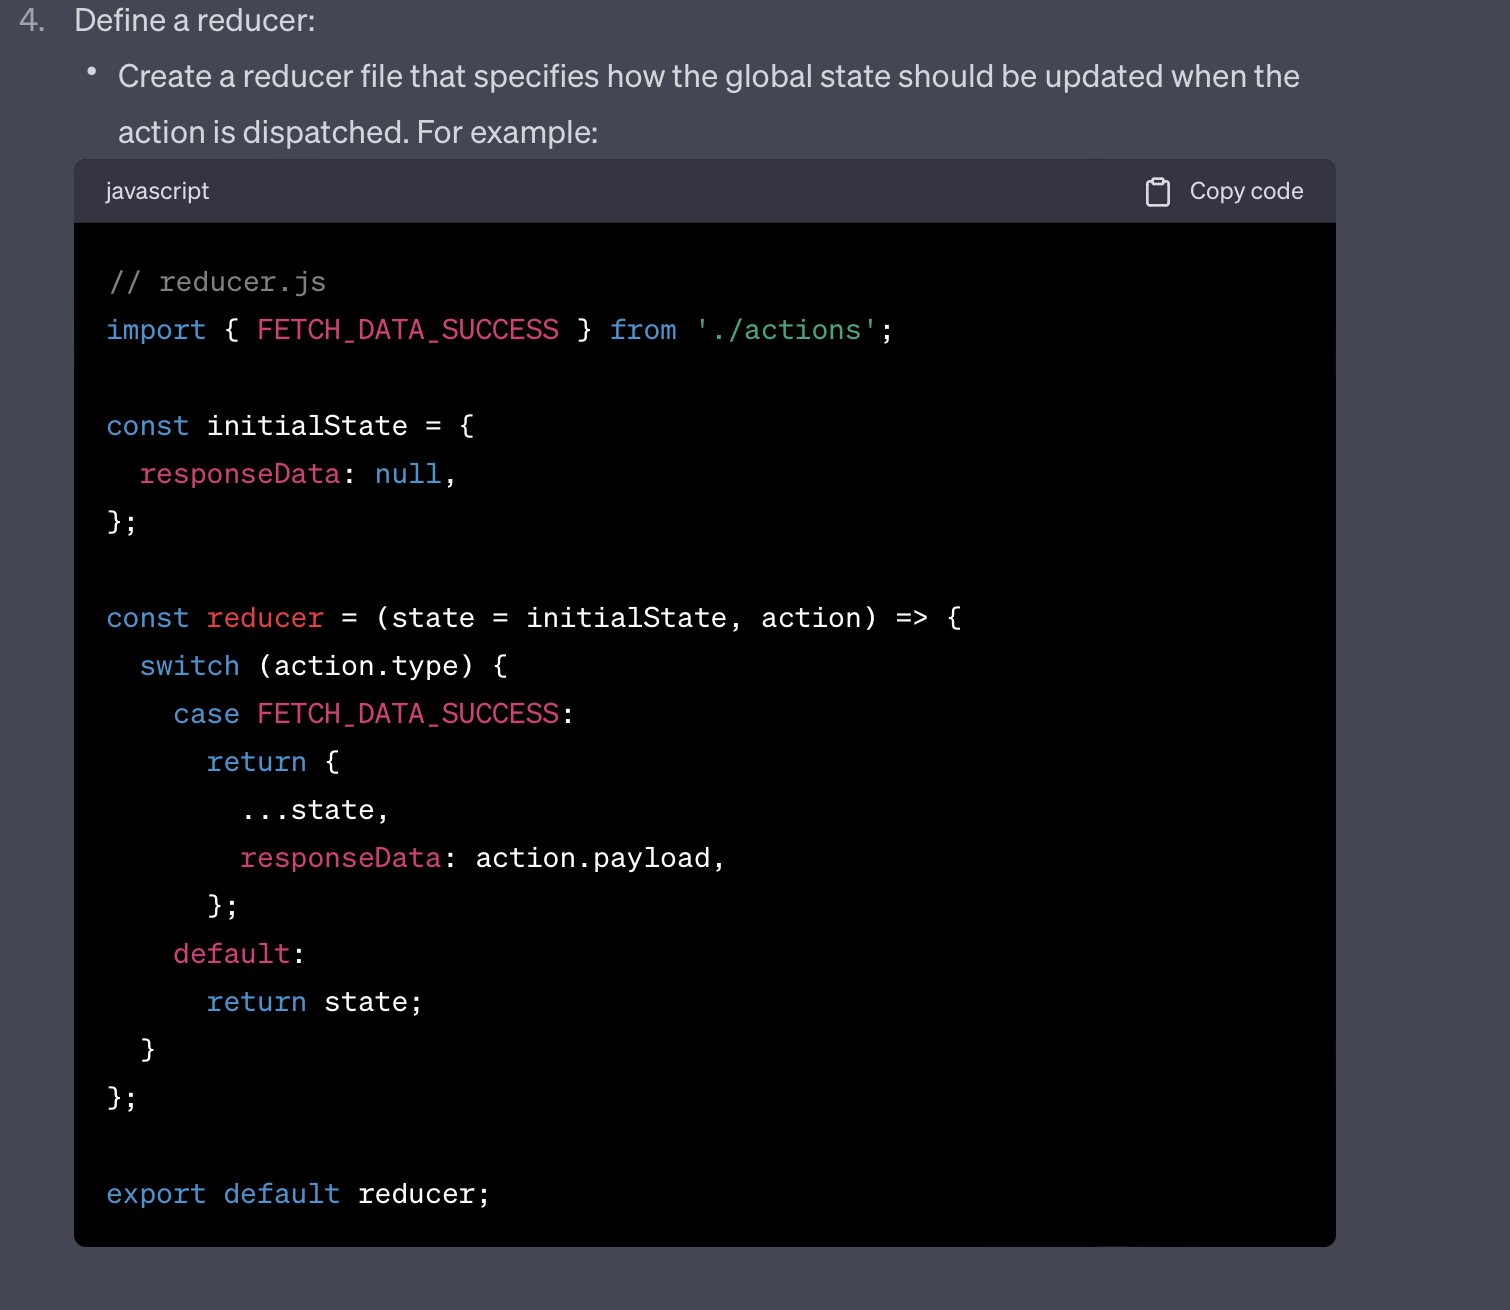 4. Define a reducer:
• Create a reducer file that specifies how the global state should be updated when the
action is dispatched. For example:
javascript Copy code
// reducer.js
import { FETCH_DATA_SUCCESS } from './actions';

const initialState = {
  responseData: null,
};

const reducer = (state = initialState, action) => {
  switch (action.type) {
    case FETCH_DATA_SUCCESS:
      return {
        ...state,
        responseData: action.payload,
      };
    default:
      return state;
  }
};

export default reducer;